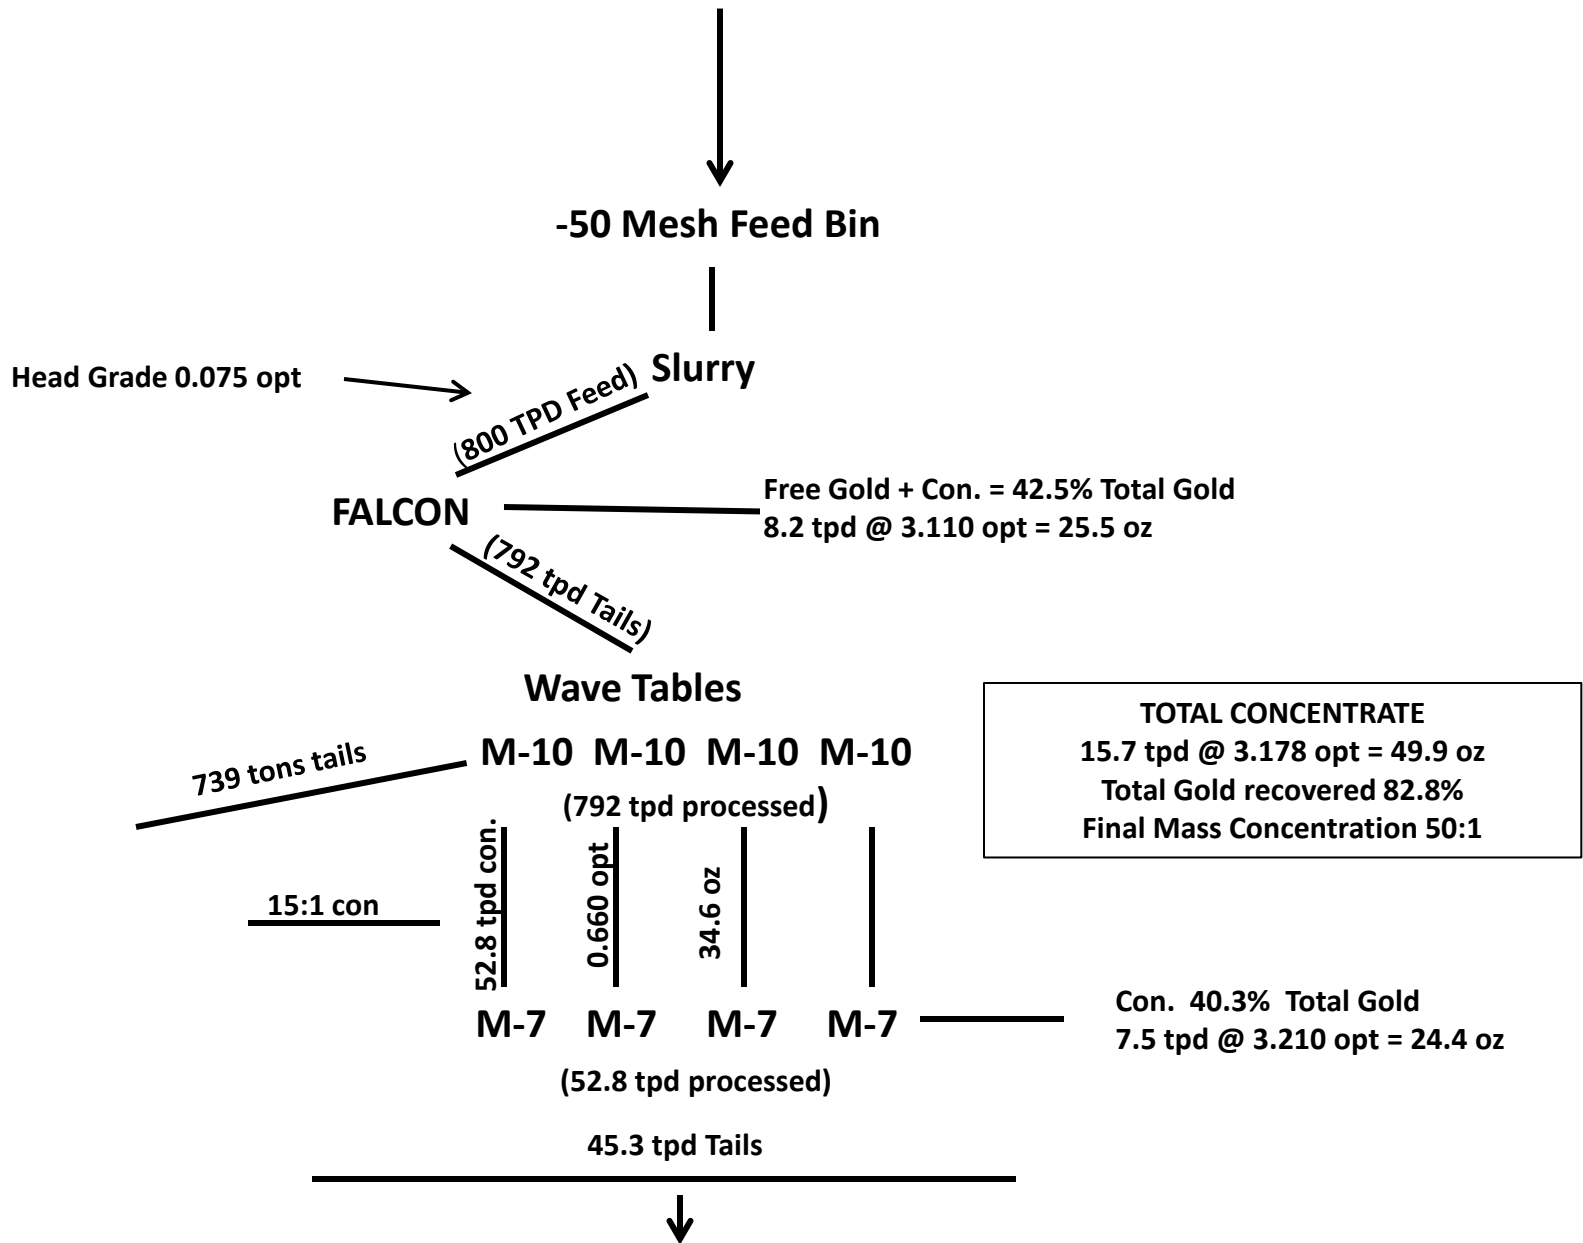 -50 Mesh Feed Bin
Slurry
Head Grade 0.075 opt
(800 TPD Feed)
FALCON
Free Gold + Con. = 42.5% Total Gold
8.2 tpd @ 3.110 opt = 25.5 oz
(792 tpd Tails)
Wave Tables
M-10 M-10 M-10 M-10
(792 tpd processed)
739 tons tails
TOTAL CONCENTRATE
15.7 tpd @ 3.178 opt = 49.9 oz
Total Gold recovered 82.8%
Final Mass Concentration 50:1
15:1 con
52.8 tpd con.
0.660 opt
34.6 oz
M-7 M-7 M-7 M-7
Con. 40.3% Total Gold
7.5 tpd @ 3.210 opt = 24.4 oz
(52.8 tpd processed)
45.3 tpd Tails